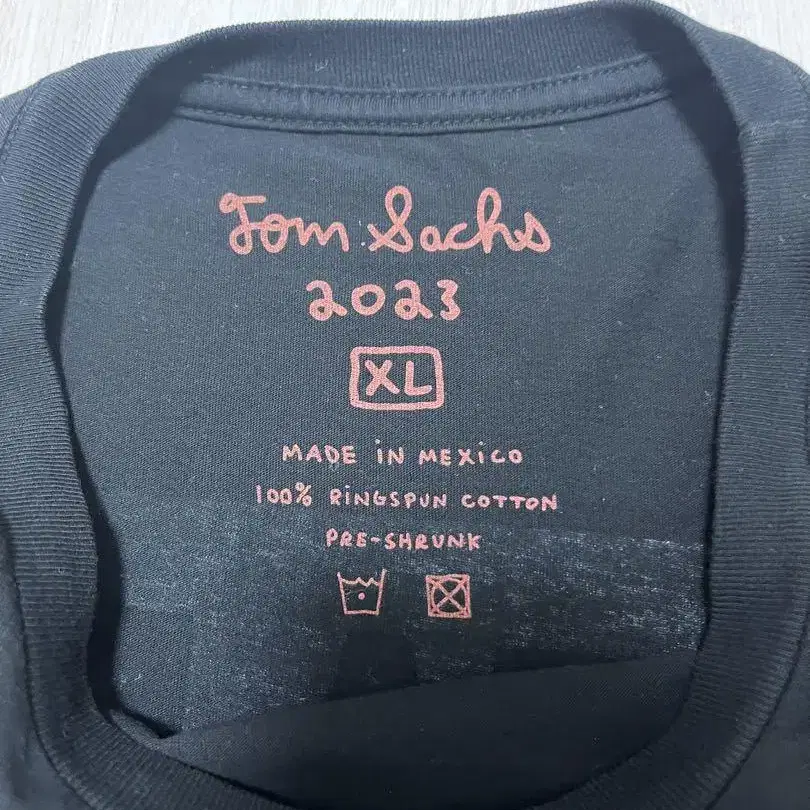 Tom Sachs
2023
XL
MADE iN MEXiCO
100% RiNGSPUN COTTON
PRE-SHRUNK